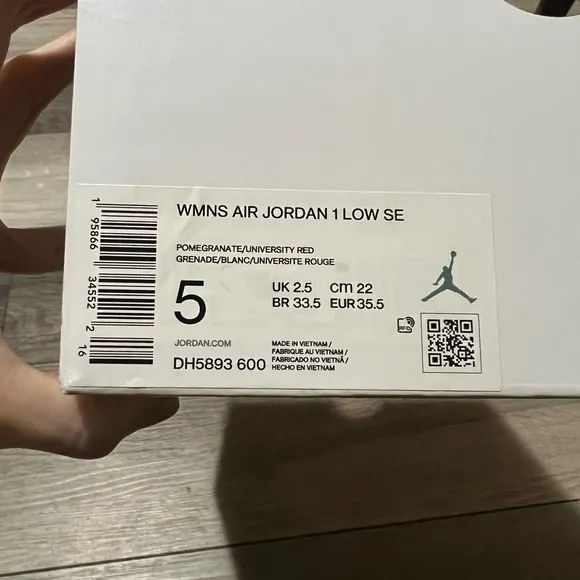 WMNS AIR JORDAN 1 LOW SE
POMEGRANATE/UNIVERSITY RED
GRENADE/BLANC/UNIVERSITE ROUGE
5
UK 2.5 CM 22
BR 33.5 EUR 35.5
JORDAN.COM
DH5893 600
MADE IN VIETNAM /
FABRIQUE AU VIETNAM /
FABRICADO NO VIETNÃ /
HECHO EN VIETNAM
RFID
1 95866 34552 2
16